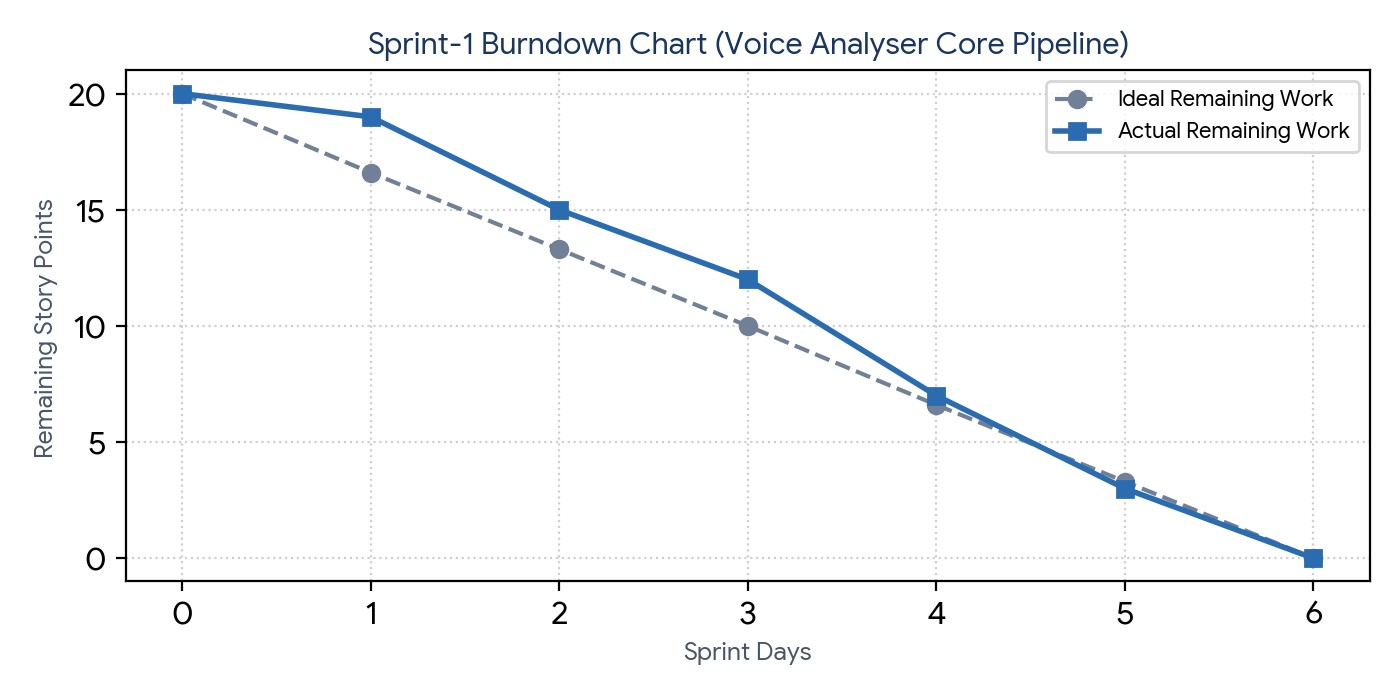 Sprint-1 Burndown Chart (Voice Analyser Core Pipeline)
Ideal Remaining Work
Actual Remaining Work
Remaining Story Points
20
15
10
5
0
0 1 2 3 4 5 6
Sprint Days